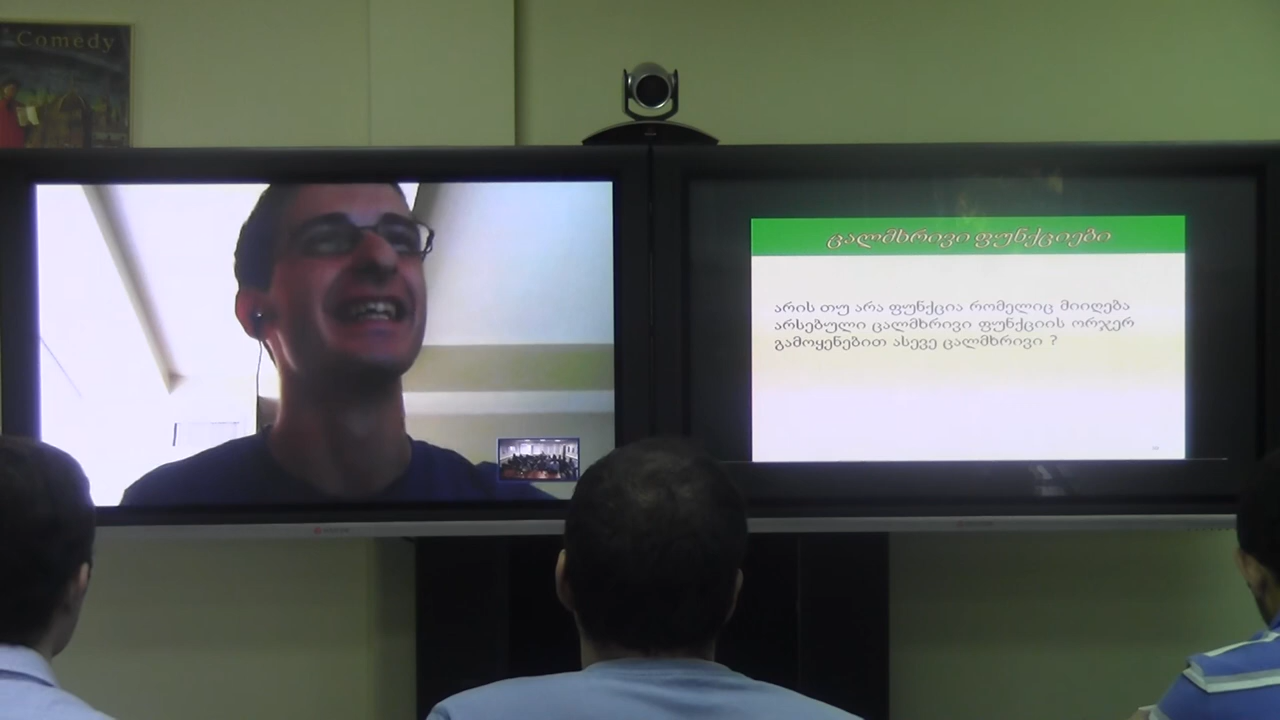 Comedy
ცალმხრივი ფუნქციები
არის თუ არა ფუნქცია რომელიც მიიღება
არსებული ცალმხრივი ფუნქციის ორჯერ
გამოყენებით ასევე ცალმხრივი ?